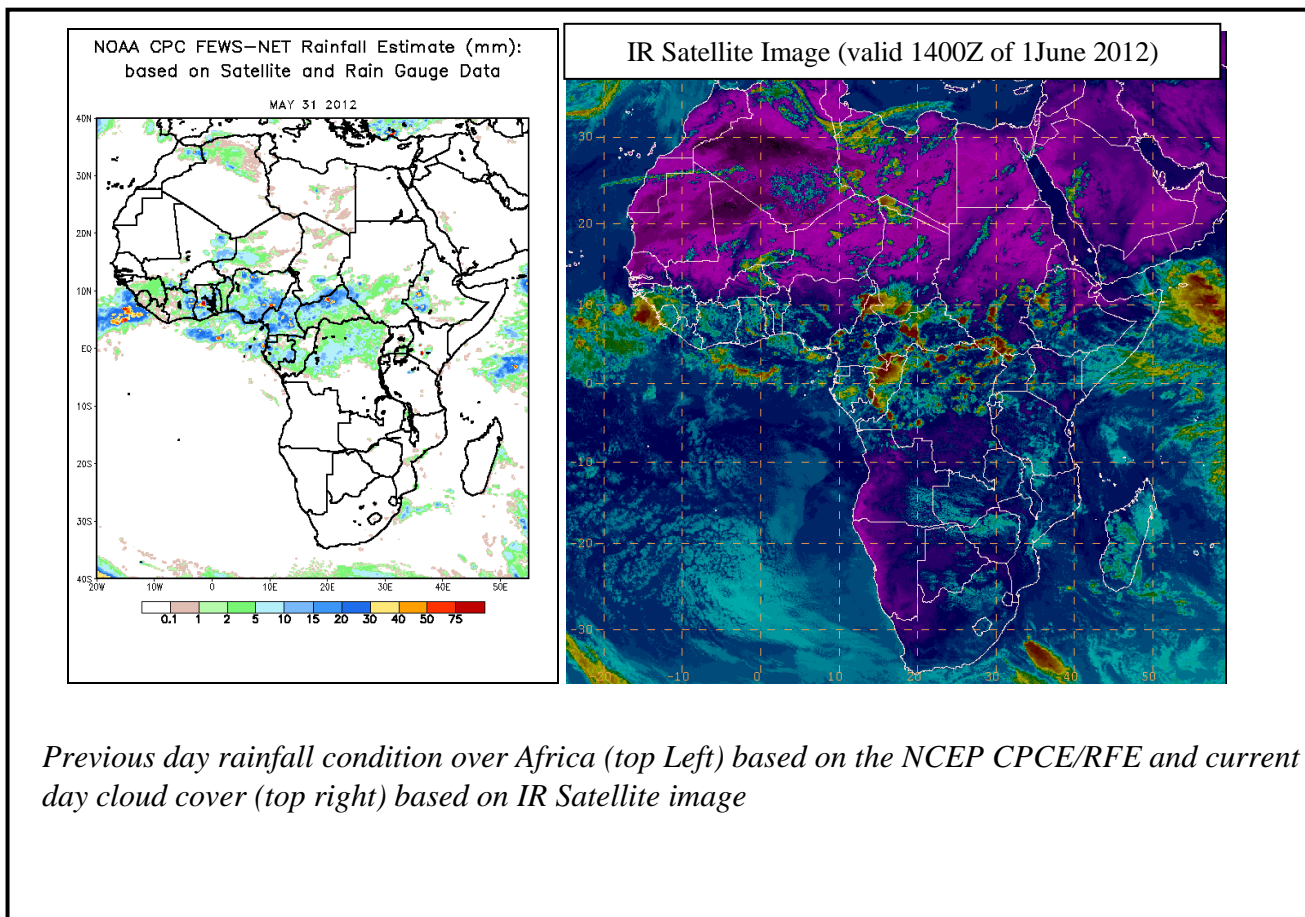 NOAA CPC FEWS-NET Rainfall Estimate (mm):
based on Satellite and Rain Gauge Data
MAY 31 2012
40N
30N
20N
10N
EQ
10S
20S
30S
40S
20W 10W 0 10E 20E 30E 40E 50E
0.1 1 2 5 10 15 20 30 40 50 75
IR Satellite Image (valid 1400Z of 1June 2012)
30
20
10
0
-10
-20
-30
-20 -10 0 10 20 30 40 50
Previous day rainfall condition over Africa (top Left) based on the NCEP CPCE/RFE and current
day cloud cover (top right) based on IR Satellite image